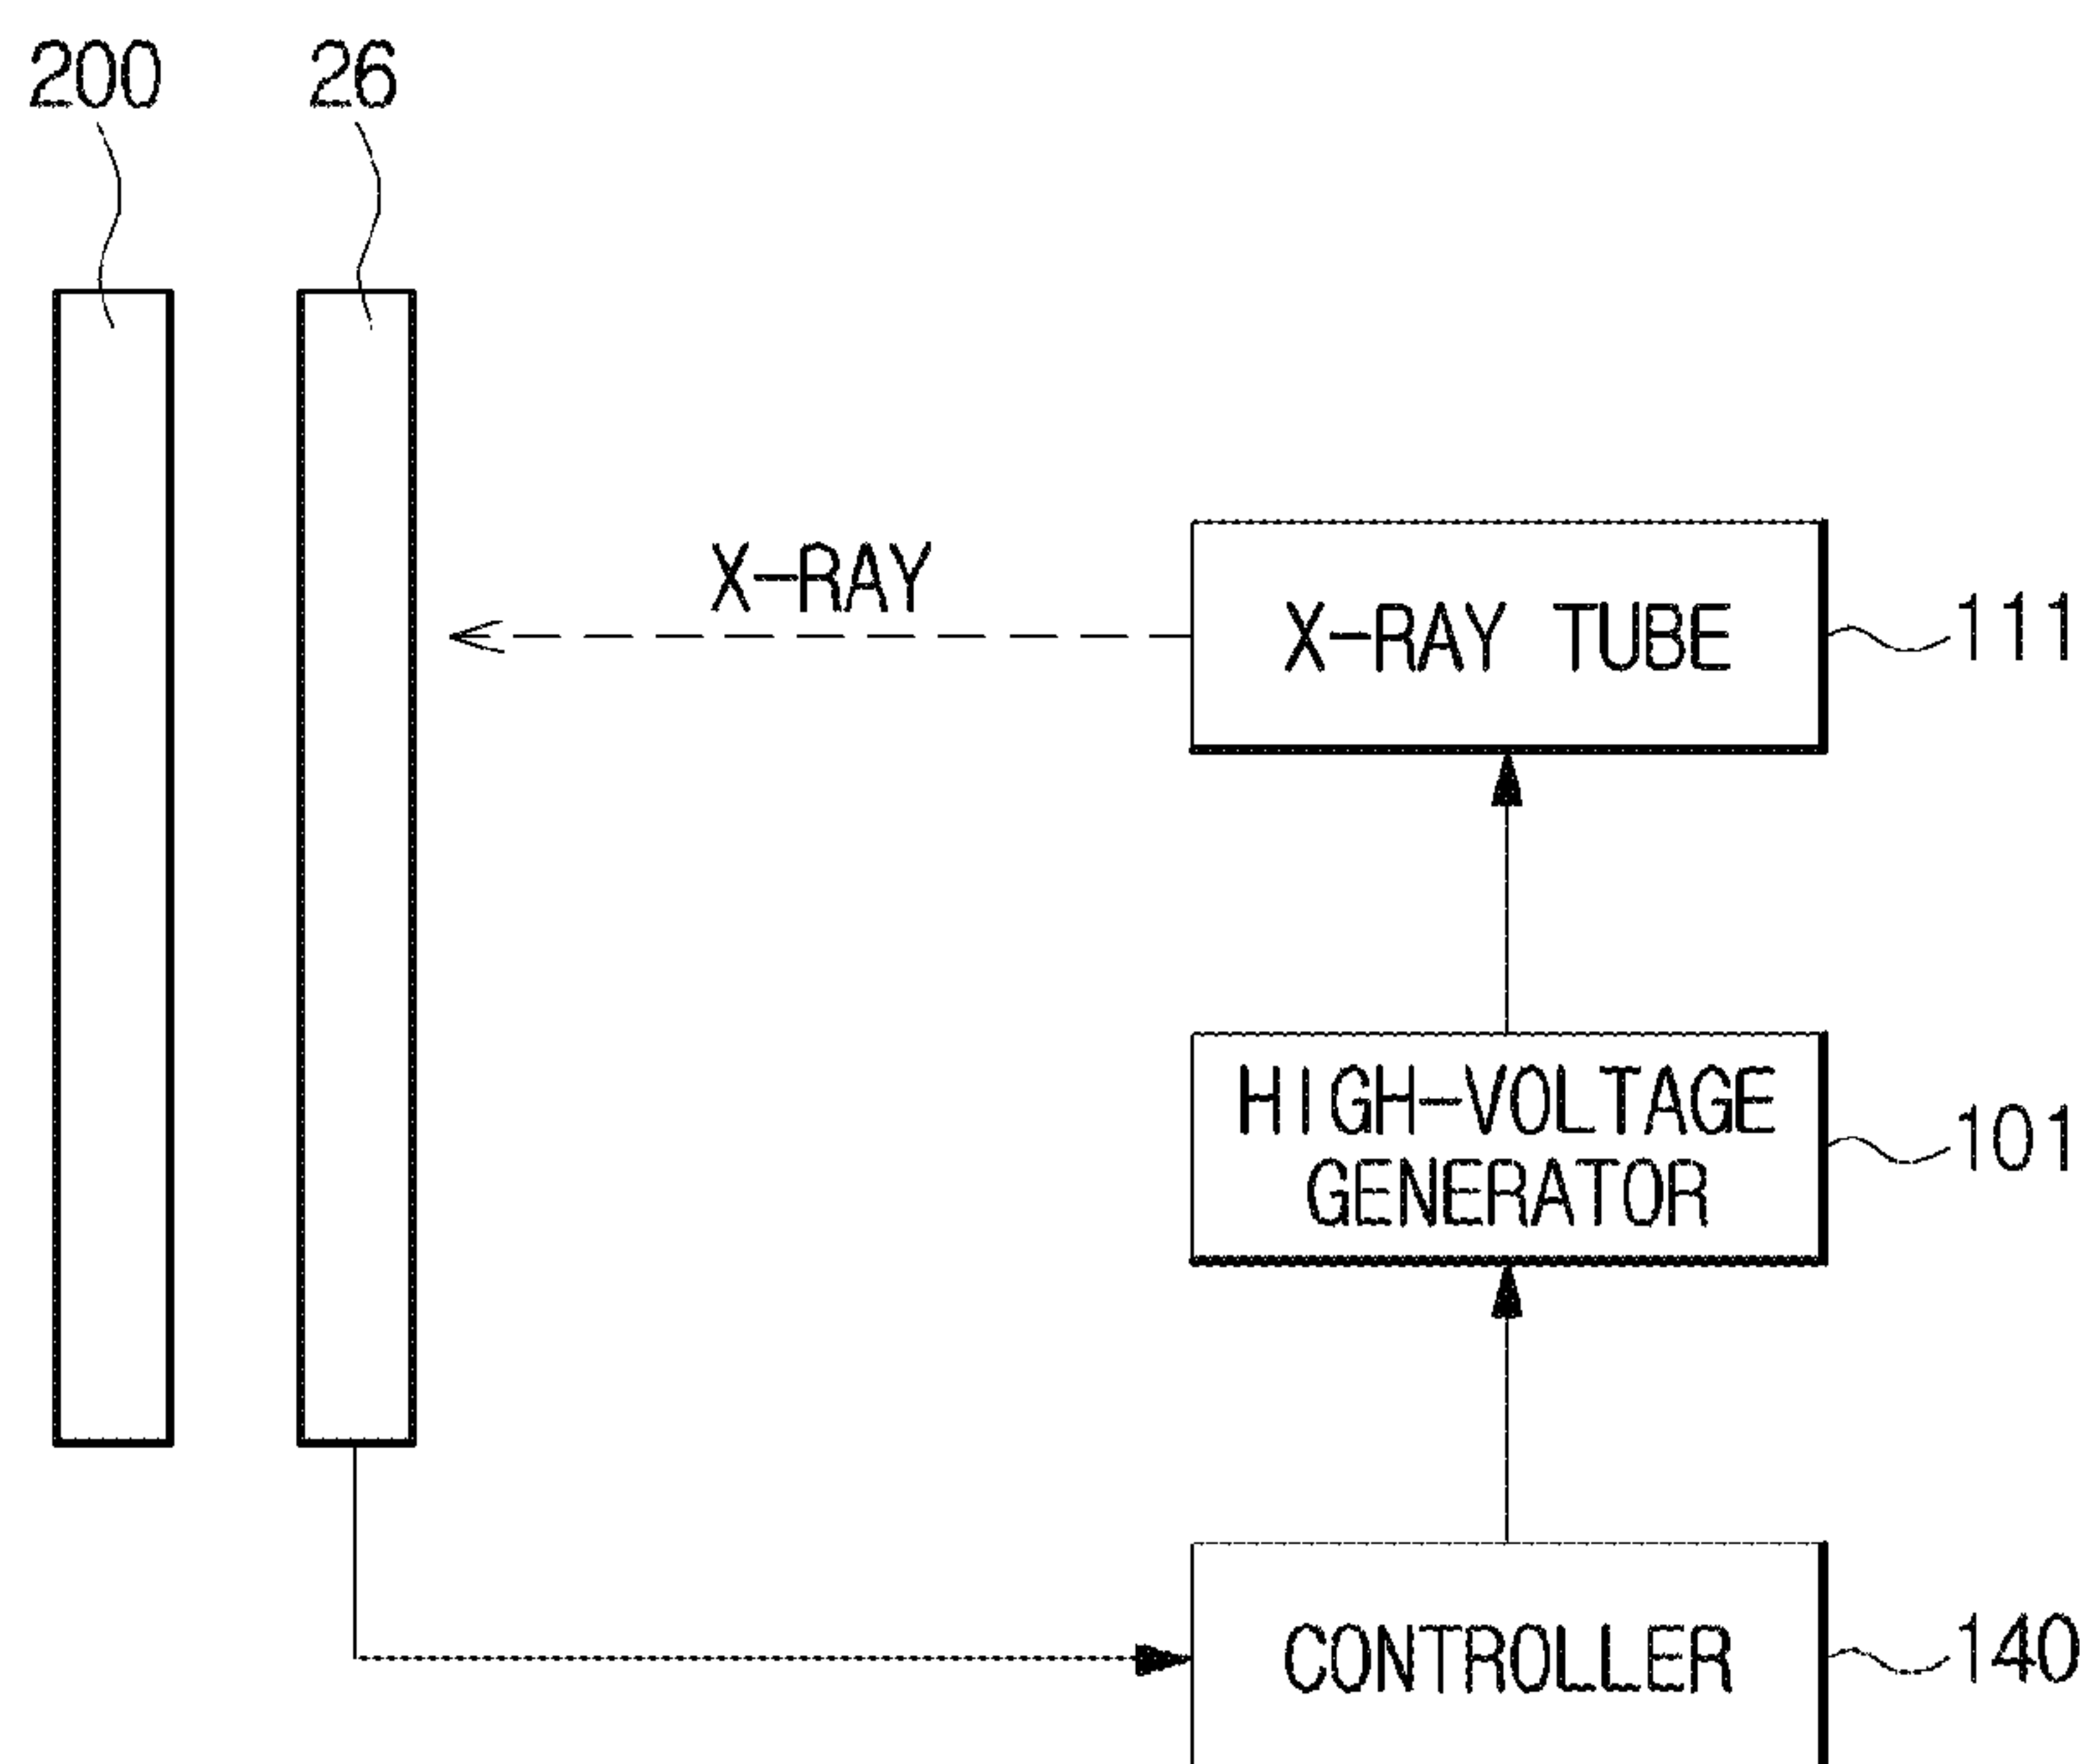 200
26
X-RAY
X-RAY TUBE
111
HIGH-VOLTAGE
GENERATOR
101
CONTROLLER
140